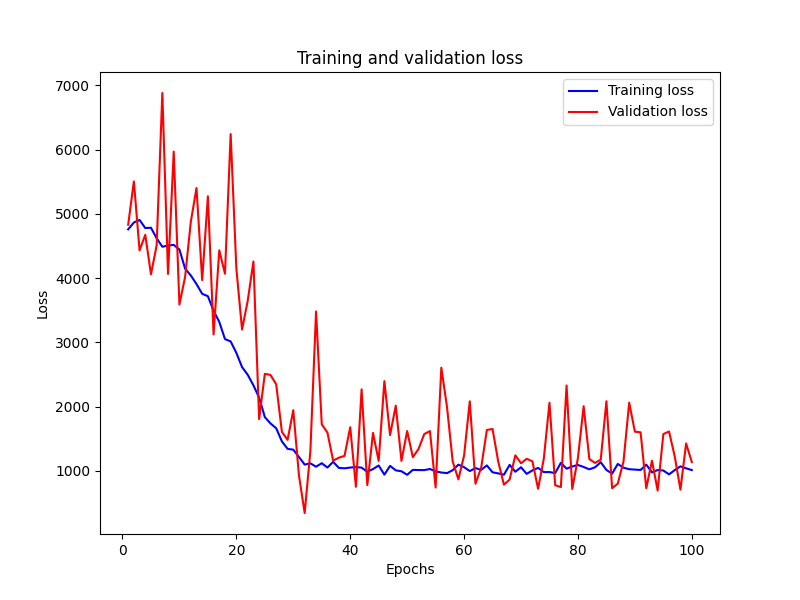 Training and validation loss
Training loss
Validation loss
7000
6000
5000
4000
3000
2000
1000
Loss
0
20
40
60
80
100
Epochs